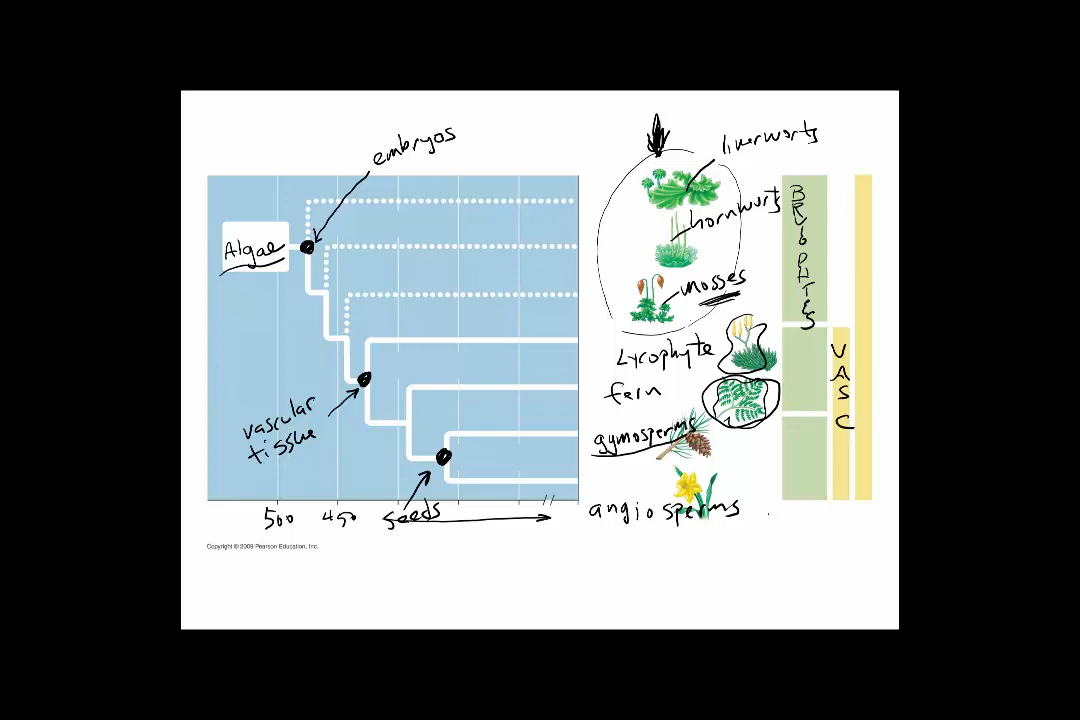 embryos
liverworts
hornworts
Algae
mosses
BRYOPHYTES
Lycophyte
fern
VASC
vascular
tissue
gymosperms
angiosperms
500
450
seeds
Copyright © 2009 Pearson Education, Inc.